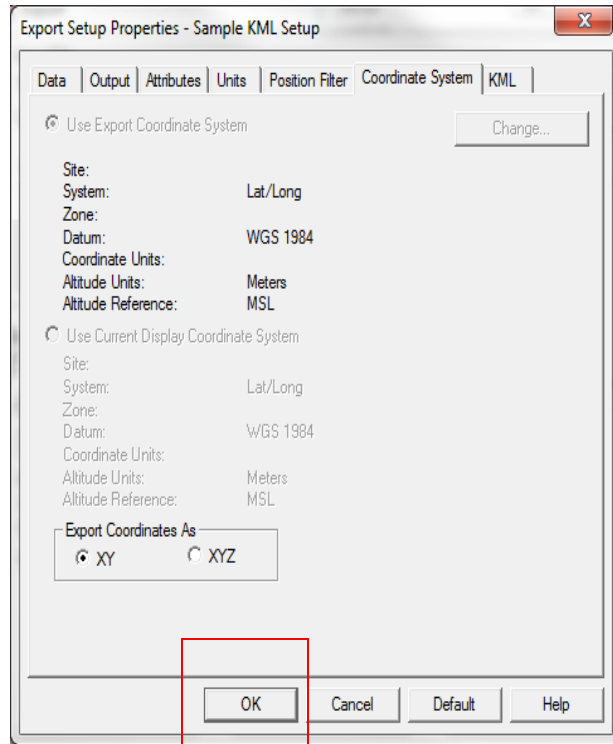 Export Setup Properties - Sample KML Setup
Data Output Attributes Units Position Filter Coordinate System KML
Use Export Coordinate System Change...
Site:
System: Lat/Long
Zone:
Datum: WGS 1984
Coordinate Units:
Altitude Units: Meters
Altitude Reference: MSL
Use Current Display Coordinate System
Site:
System: Lat/Long
Zone:
Datum: WGS 1984
Coordinate Units:
Altitude Units: Meters
Altitude Reference: MSL
Export Coordinates As
XY XYZ
OK Cancel Default Help